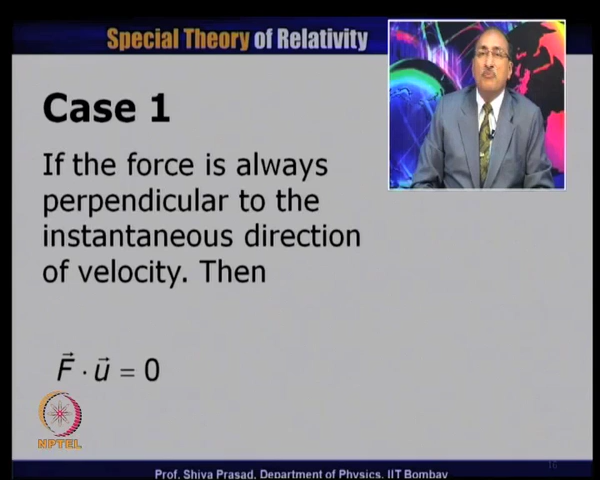 Special Theory of Relativity
Case 1
If the force is always
perpendicular to the
instantaneous direction
of velocity. Then
F⃗ · u⃗ = 0
NPTEL
16
Prof. Shiva Prasad, Department of Physics, IIT Bombay